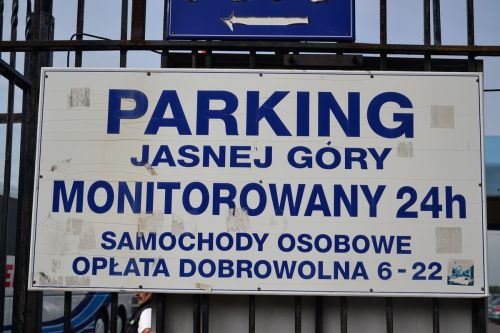 PARKING
JASNEJ GÓRY
MONITOROWANY 24h
SAMOCHODY OSOBOWE
OPŁATA DOBROWOLNA 6-22